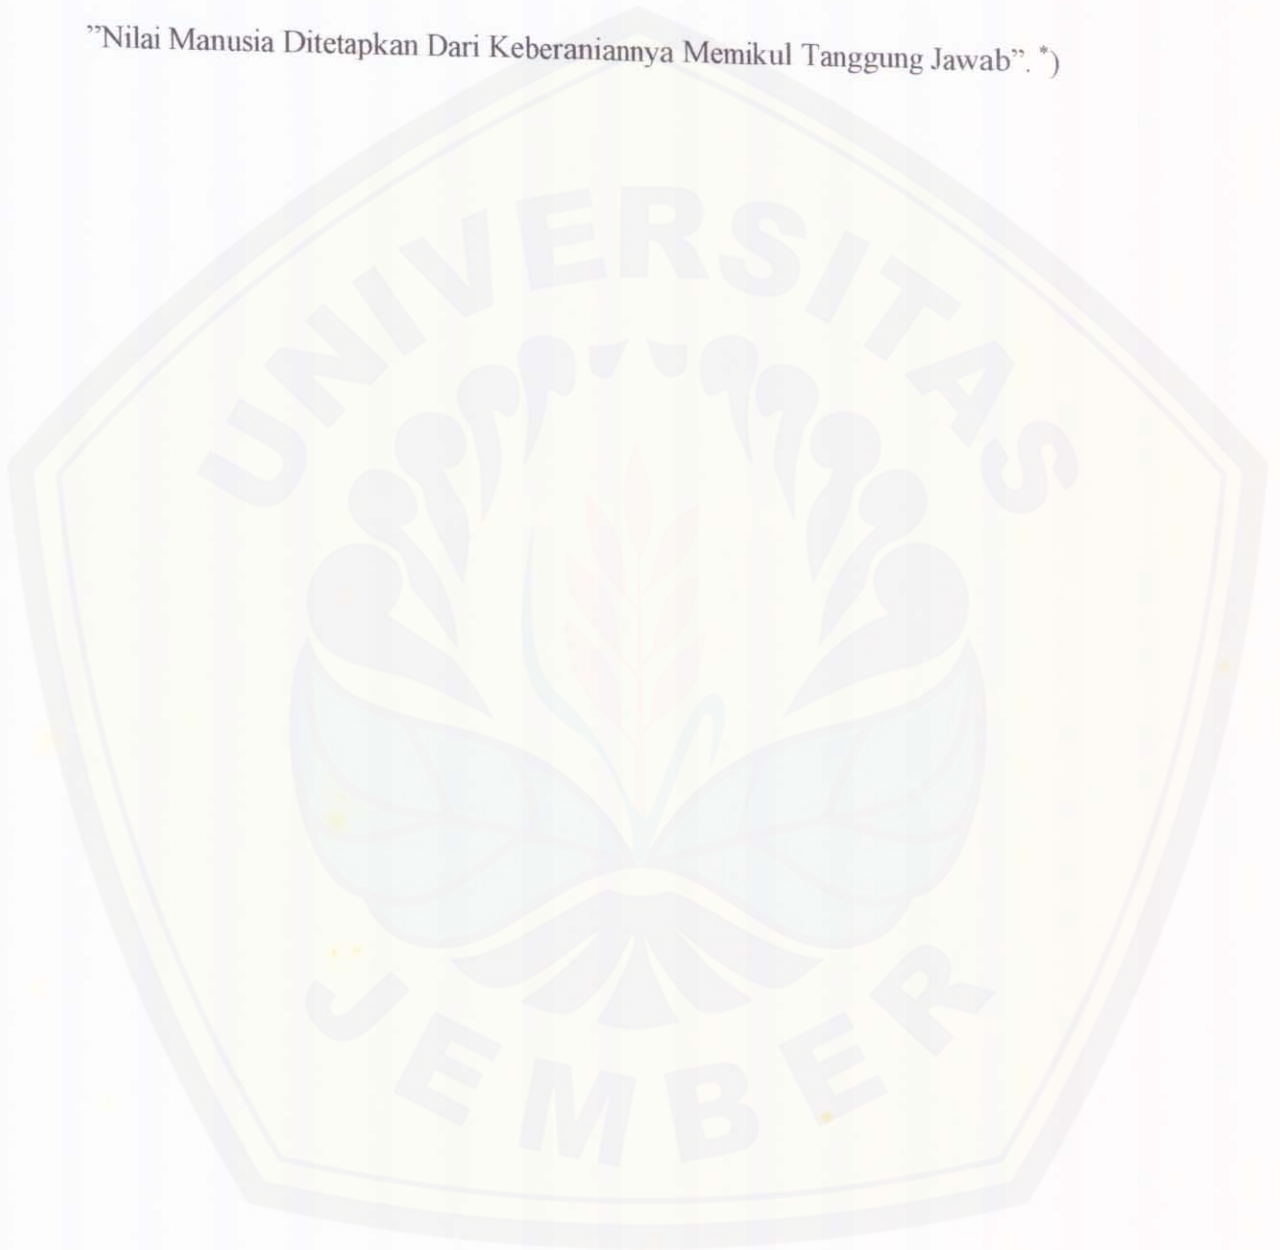 ”Nilai Manusia Ditetapkan Dari Keberaniannya Memikul Tanggung Jawab”. *)
UNIVERSITAS
JEMBER